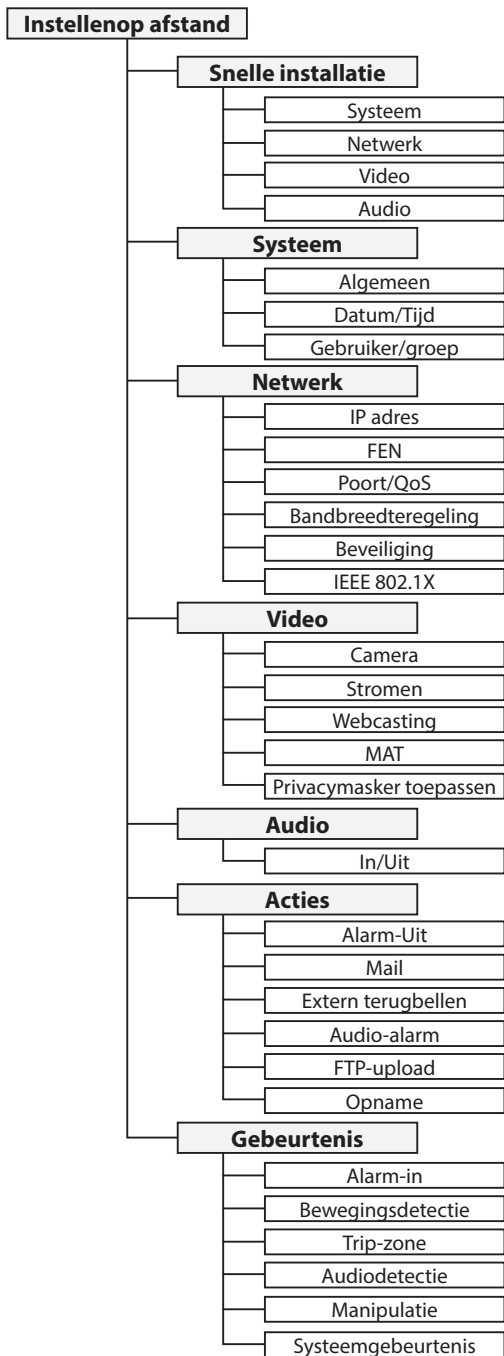 Instellenop afstand
Snelle installatie
Systeem
Netwerk
Video
Audio
Systeem
Algemeen
Datum/Tijd
Gebruiker/groep
Netwerk
IP adres
FEN
Poort/QoS
Bandbreedteregeling
Beveiliging
IEEE 802.1X
Video
Camera
Stromen
Webcasting
MAT
Privacymasker toepassen
Audio
In/Uit
Acties
Alarm-Uit
Mail
Extern terugbellen
Audio-alarm
FTP-upload
Opname
Gebeurtenis
Alarm-in
Bewegingsdetectie
Trip-zone
Audiodetectie
Manipulatie
Systeemgebeurtenis